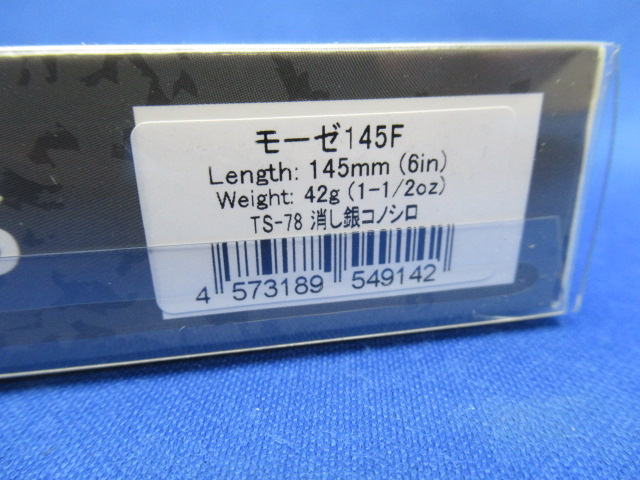 モーゼ145F
Length: 145mm (6in)
Weight: 42g (1-1/2oz)
TS-78 消し銀コノシロ
4 573189 549142